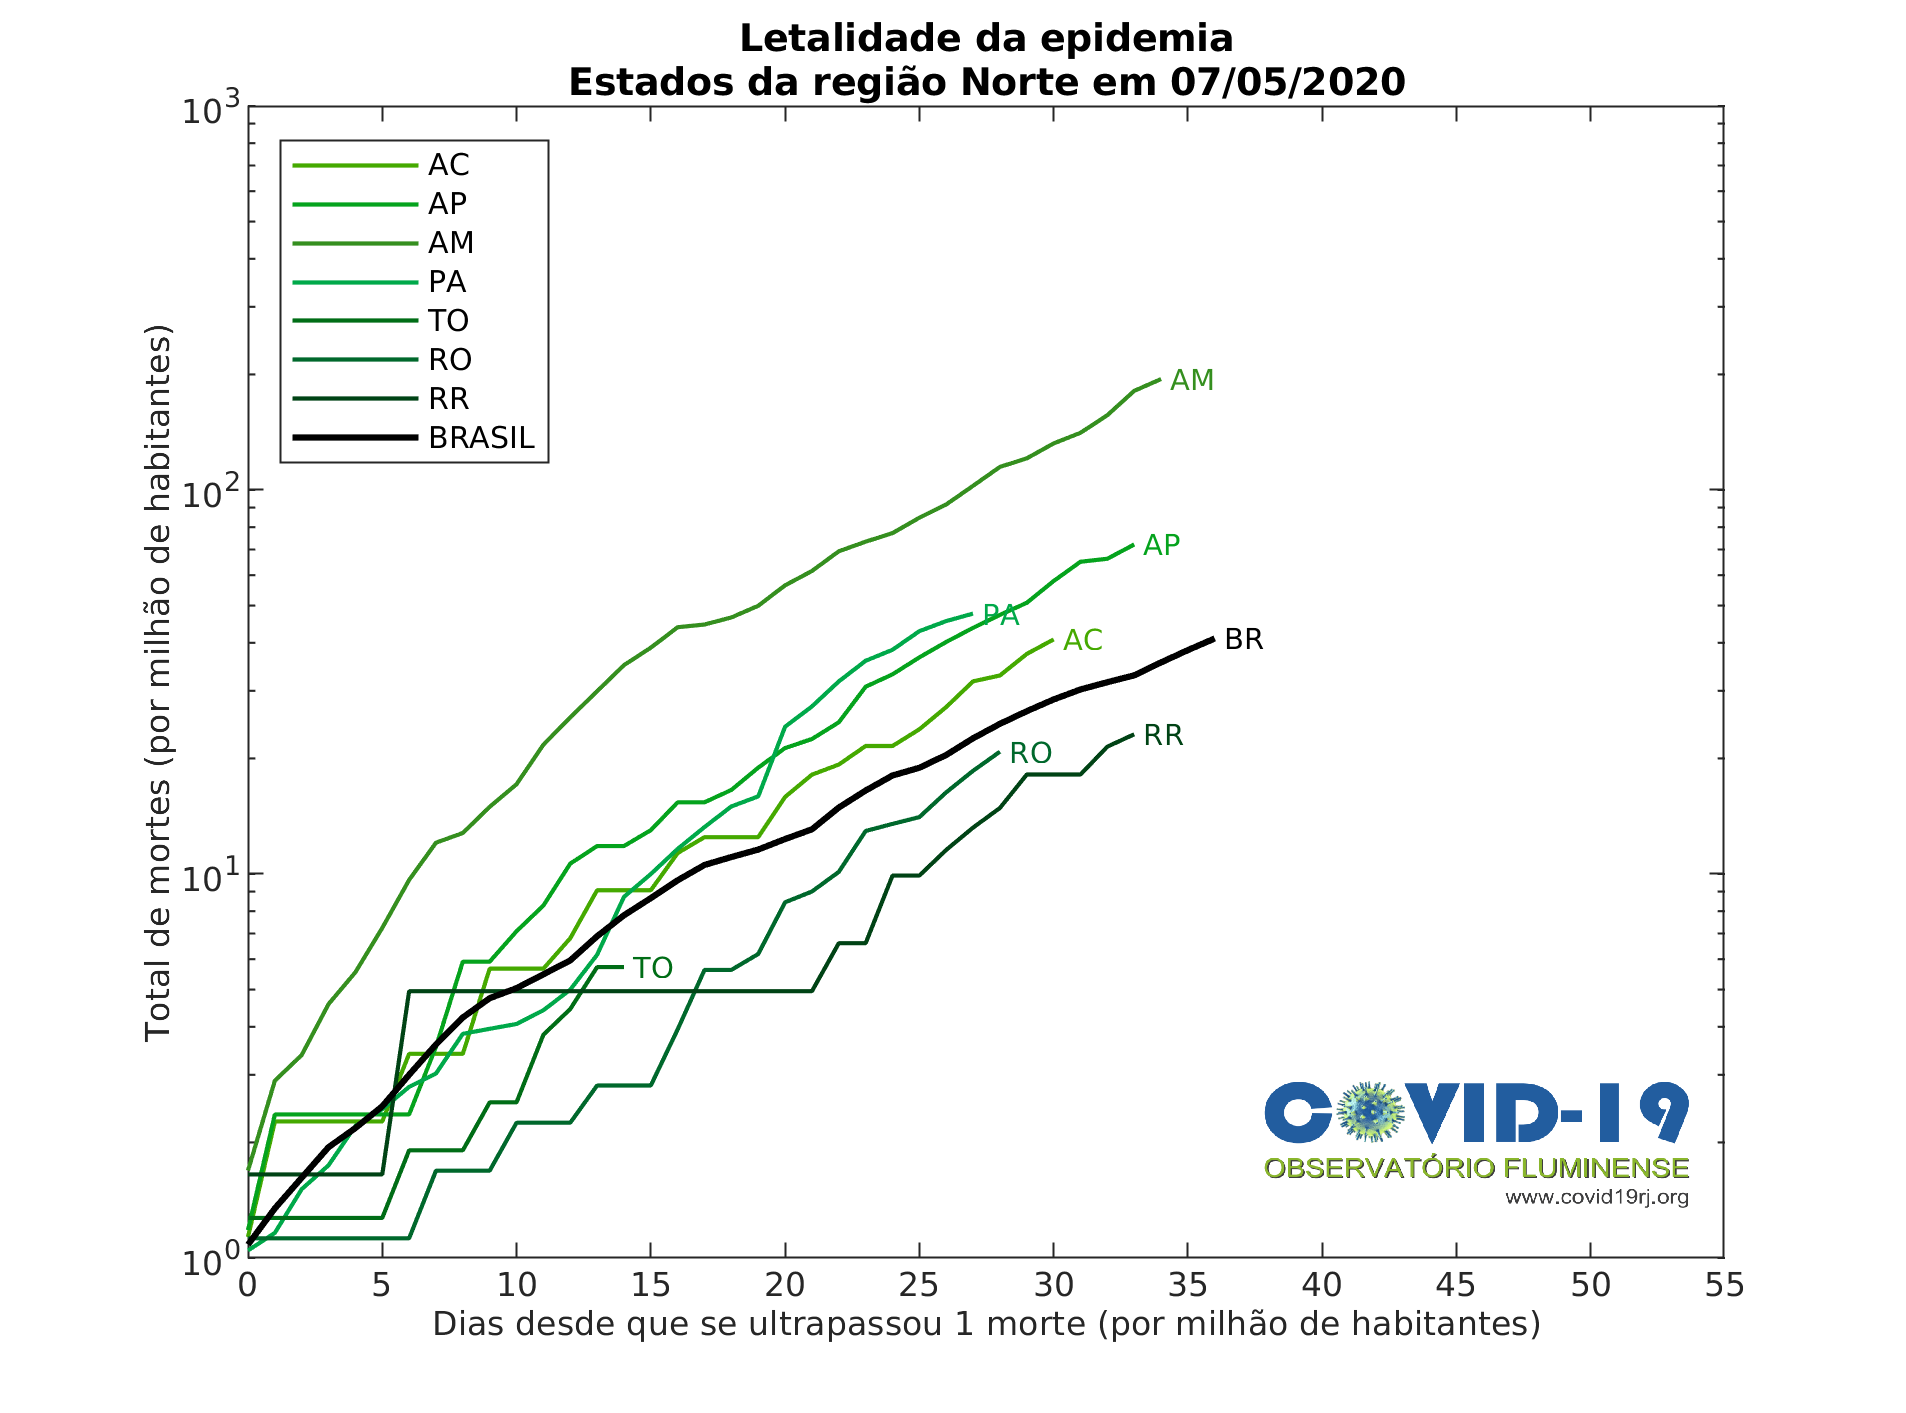 Letalidade da epidemia
Estados da região Norte em 07/05/2020
10³
10²
10¹
10⁰
Total de mortes (por milhão de habitantes)
AC
AP
AM
PA
TO
RO
RR
BRASIL
AM
AP
PA
AC
BR
RR
RO
TO
COVID-19
OBSERVATÓRIO FLUMINENSE
www.covid19rj.org
0 5 10 15 20 25 30 35 40 45 50 55
Dias desde que se ultrapassou 1 morte (por milhão de habitantes)